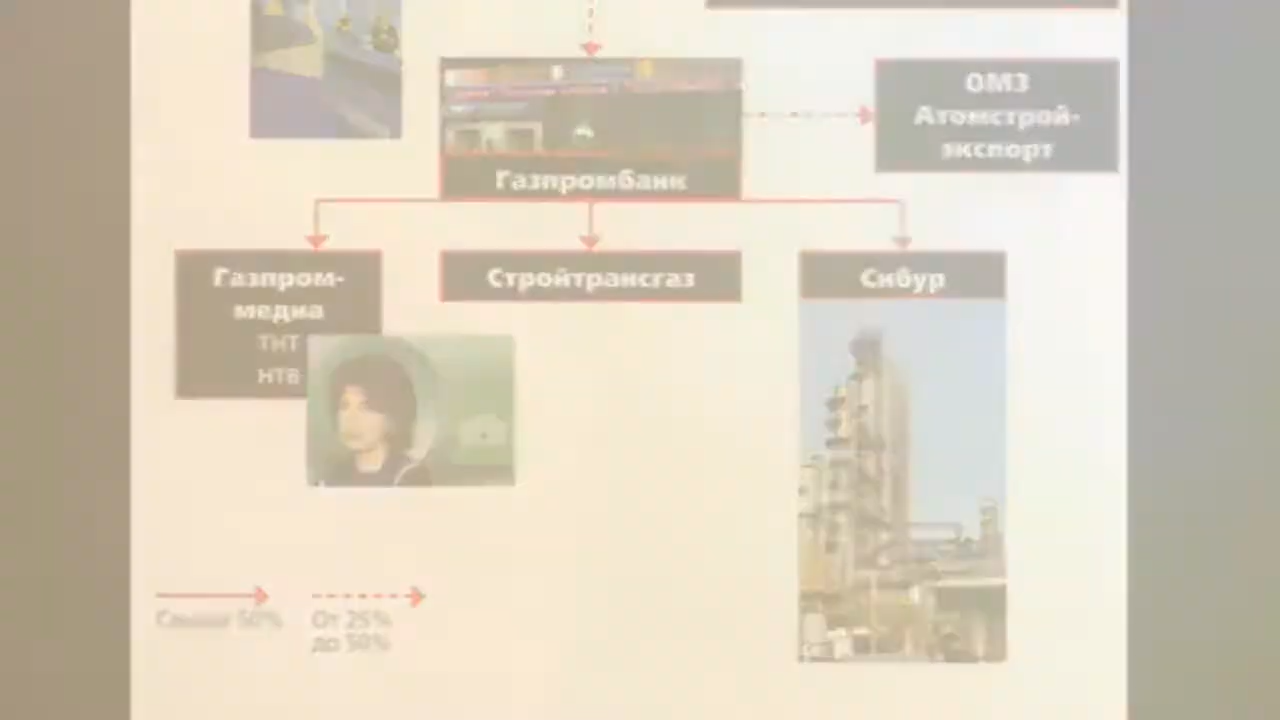 ОМЗ
Атомстрой-
экспорт
Газпромбанк
Газпром-
медиа
ТНТ
НТВ
Стройтрансгаз
Сибур
Свыше 50%
От 25%
до 50%